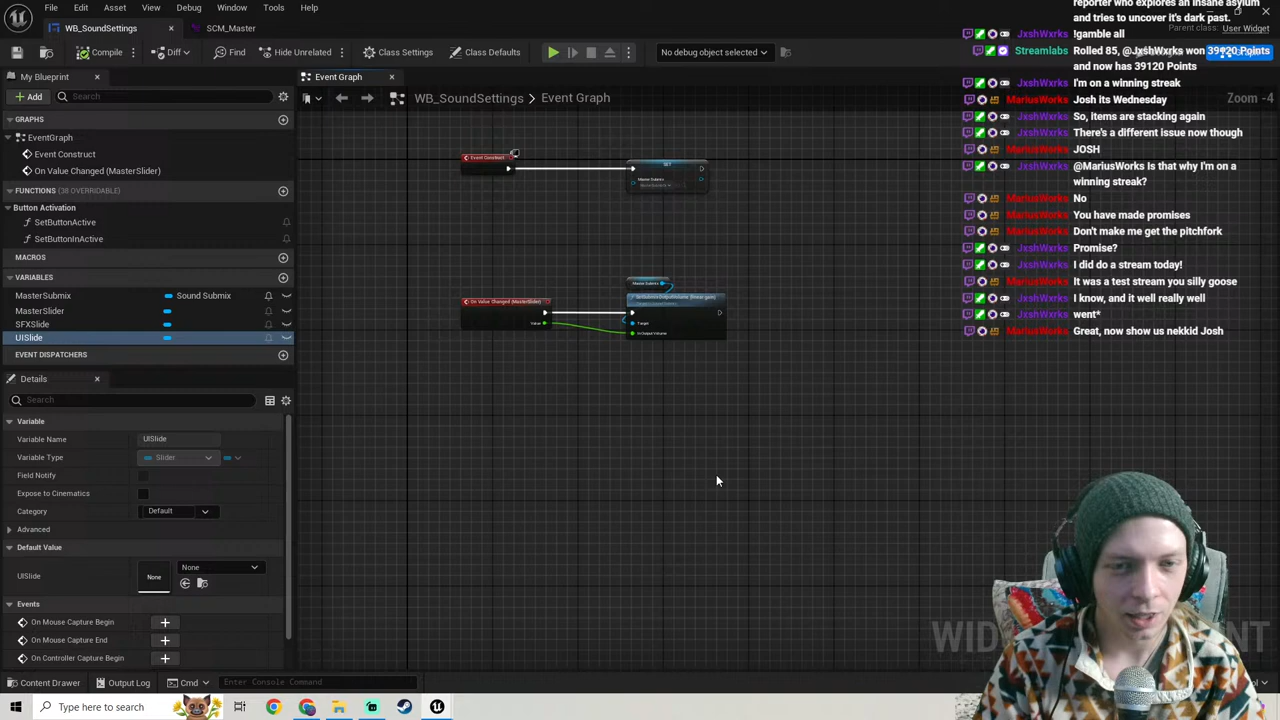 File
Edit
Asset
View
Debug
Window
Tools
Help
WB_SoundSettings
SCM_Master
Parent class:
User Widget
Compile
Diff
Find
Hide Unrelated
Class Settings
Class Defaults
No debug object selected
My Blueprint
Event Graph
Add
Search
WB_SoundSettings
Event Graph
Zoom -4
GRAPHS
EventGraph
Event Construct
On Value Changed (MasterSlider)
FUNCTIONS (38 OVERRIDABLE)
Button Activation
SetButtonActive
SetButtonInActive
MACROS
VARIABLES
MasterSubmix
Sound Submix
MasterSlider
SFXSlide
UISlide
EVENT DISPATCHERS
Details
Search
Variable
Variable Name
UISlide
Variable Type
Slider
Field Notify
Expose to Cinematics
Category
Default
Advanced
Default Value
UISlide
None
None
Events
On Mouse Capture Begin
On Mouse Capture End
On Controller Capture Begin
Event Construct
SET
Master Submix
Master Submix
On Value Changed (MasterSlider)
Value
SetSubmixOutputVolume (linear gain)
Target
InOutputVolume
reporter who explores an insane asylum
and tries to uncover it's dark past.
JxshWxrks !gamble all
Streamlabs Rolled 85, @JxshWxrks won 39920 Points
and now has 39120 Points
JxshWxrks I'm on a winning streak
MariusWorks Josh its Wednesday
JxshWxrks So, items are stacking again
JxshWxrks There's a different issue now though
MariusWorks JOSH
JxshWxrks @MariusWorks Is that why I'm on a
winning streak?
MariusWorks No
MariusWorks You have made promises
MariusWorks Don't make me get the pitchfork
JxshWxrks Promise?
JxshWxrks I did do a stream today!
MariusWorks It was a test stream you silly goose
JxshWxrks I know, and it well really well
JxshWxrks went*
MariusWorks Great, now show us nekkid Josh
Content Drawer
Output Log
Cmd
Enter Console Command
Type here to search